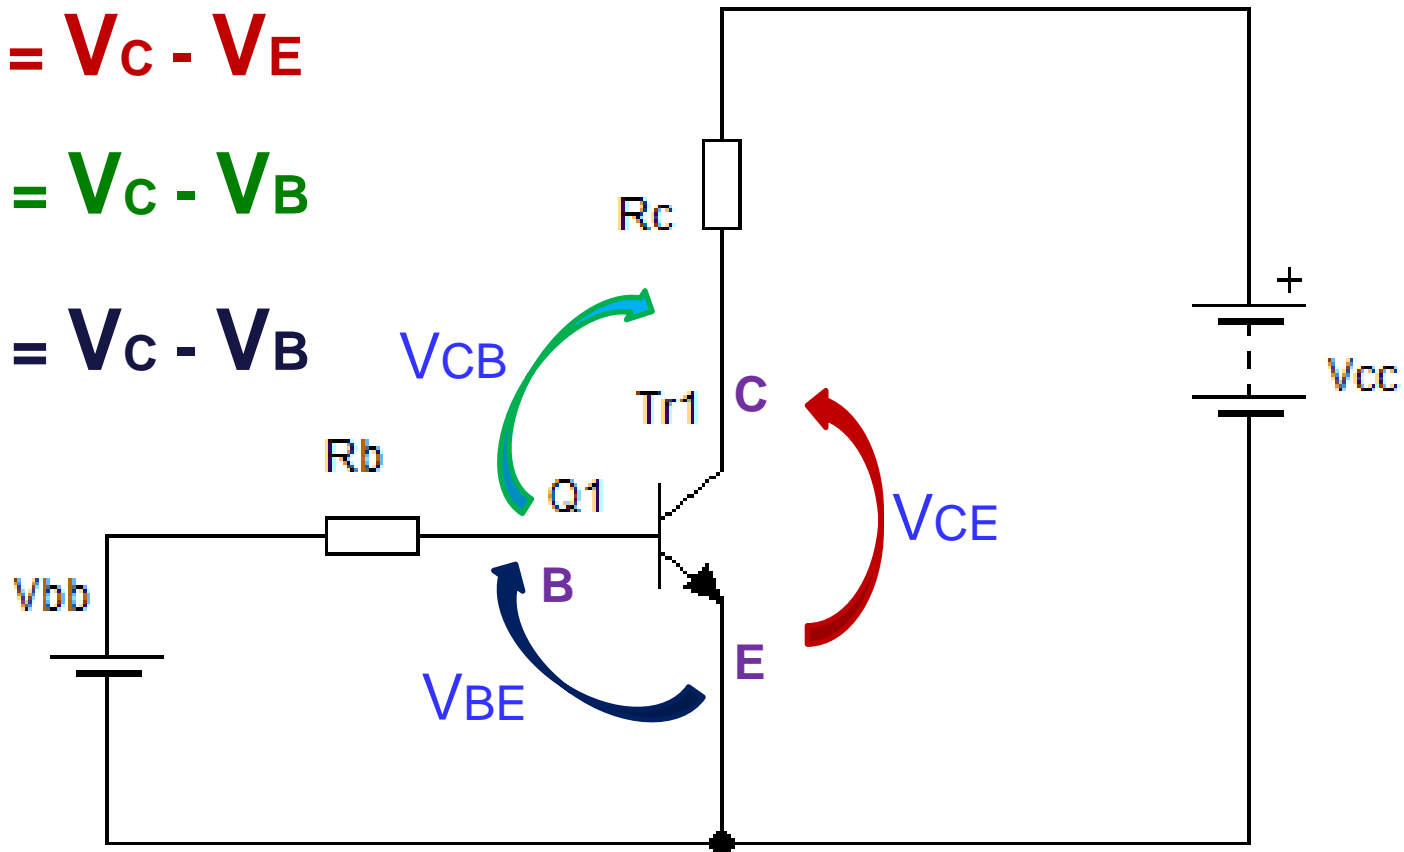 = VC - VE
= VC - VB
= VC - VB
Rc
+
VCB
Vcc
Tr1
C
Rb
Q1
VCE
Vbb
B
E
VBE